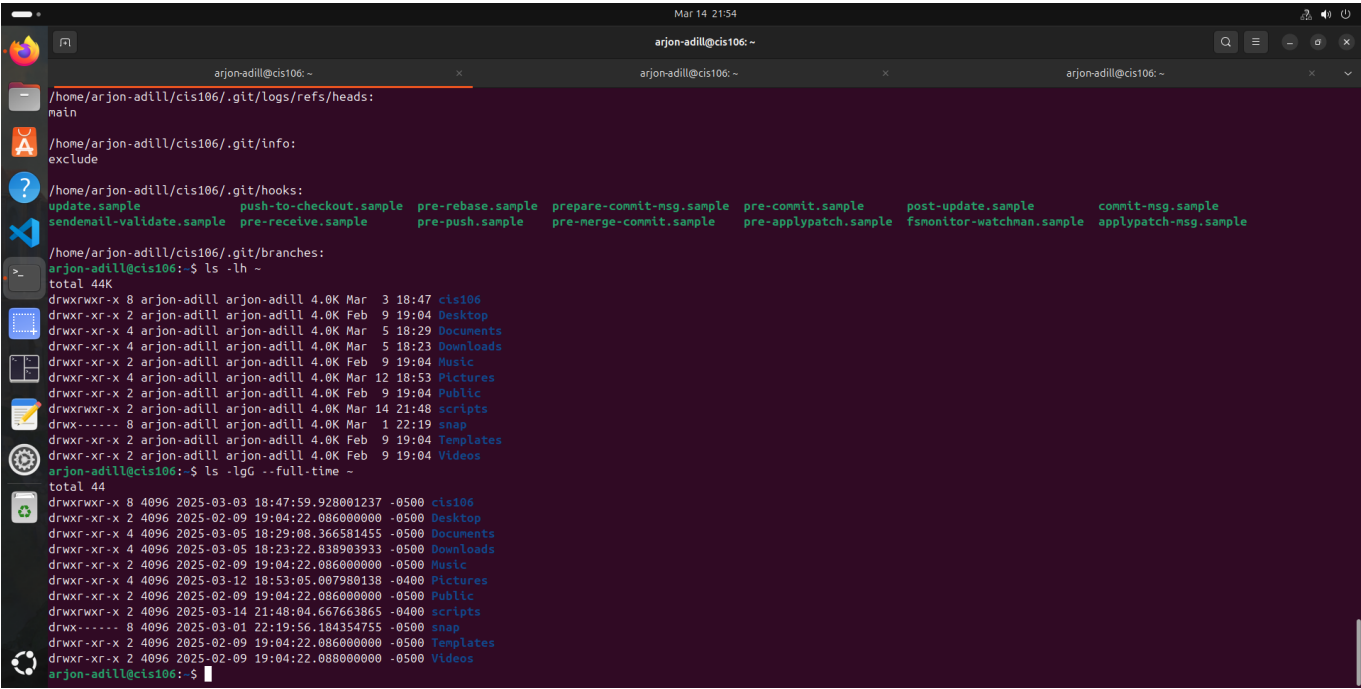 Mar 14 21:54
arjon-adill@cis106: ~
arjon-adill@cis106: ~ arjon-adill@cis106: ~ arjon-adill@cis106: ~
/home/arjon-adill/cis106/.git/logs/refs/heads:
main
/home/arjon-adill/cis106/.git/info:
exclude
/home/arjon-adill/cis106/.git/hooks:
update.sample push-to-checkout.sample pre-rebase.sample prepare-commit-msg.sample pre-commit.sample post-update.sample commit-msg.sample
sendemail-validate.sample pre-receive.sample pre-push.sample pre-merge-commit.sample pre-applypatch.sample fsmonitor-watchman.sample applypatch-msg.sample
/home/arjon-adill/cis106/.git/branches:
arjon-adill@cis106:~$ ls -lh ~
total 44K
drwxrwxr-x 8 arjon-adill arjon-adill 4.0K Mar  3 18:47 cis106
drwxr-xr-x 2 arjon-adill arjon-adill 4.0K Feb  9 19:04 Desktop
drwxr-xr-x 4 arjon-adill arjon-adill 4.0K Mar  5 18:29 Documents
drwxr-xr-x 4 arjon-adill arjon-adill 4.0K Mar  5 18:23 Downloads
drwxr-xr-x 2 arjon-adill arjon-adill 4.0K Feb  9 19:04 Music
drwxr-xr-x 4 arjon-adill arjon-adill 4.0K Mar 12 18:53 Pictures
drwxr-xr-x 2 arjon-adill arjon-adill 4.0K Feb  9 19:04 Public
drwxrwxr-x 2 arjon-adill arjon-adill 4.0K Mar 14 21:48 scripts
drwx------ 8 arjon-adill arjon-adill 4.0K Mar  1 22:19 snap
drwxr-xr-x 2 arjon-adill arjon-adill 4.0K Feb  9 19:04 Templates
drwxr-xr-x 2 arjon-adill arjon-adill 4.0K Feb  9 19:04 Videos
arjon-adill@cis106:~$ ls -lgG --full-time ~
total 44
drwxrwxr-x 8 4096 2025-03-03 18:47:59.928001237 -0500 cis106
drwxr-xr-x 2 4096 2025-02-09 19:04:22.086000000 -0500 Desktop
drwxr-xr-x 4 4096 2025-03-05 18:29:08.366581455 -0500 Documents
drwxr-xr-x 4 4096 2025-03-05 18:23:22.838903933 -0500 Downloads
drwxr-xr-x 2 4096 2025-02-09 19:04:22.086000000 -0500 Music
drwxr-xr-x 4 4096 2025-03-12 18:53:05.007980138 -0400 Pictures
drwxr-xr-x 2 4096 2025-02-09 19:04:22.086000000 -0500 Public
drwxrwxr-x 2 4096 2025-03-14 21:48:04.667663865 -0400 scripts
drwx------ 8 4096 2025-03-01 22:19:56.184354755 -0500 snap
drwxr-xr-x 2 4096 2025-02-09 19:04:22.086000000 -0500 Templates
drwxr-xr-x 2 4096 2025-02-09 19:04:22.088000000 -0500 Videos
arjon-adill@cis106:~$